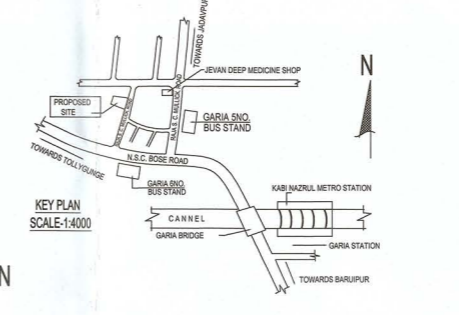 TOWARDS JADAVPUR
N
JEVAN DEEP MEDICINE SHOP
PROPOSED
SITE
RAJA S. C. MULLICK ROAD
GARIA 5NO.
BUS STAND
N.S.C. BOSE ROAD
TOWARDS TOLLYGUNGE
GARIA 6NO.
BUS STAND
KABI NAZRUL METRO STATION
KEY PLAN
SCALE-1:4000
CANNEL
GARIA BRIDGE
GARIA STATION
N
TOWARDS BARUIPUR